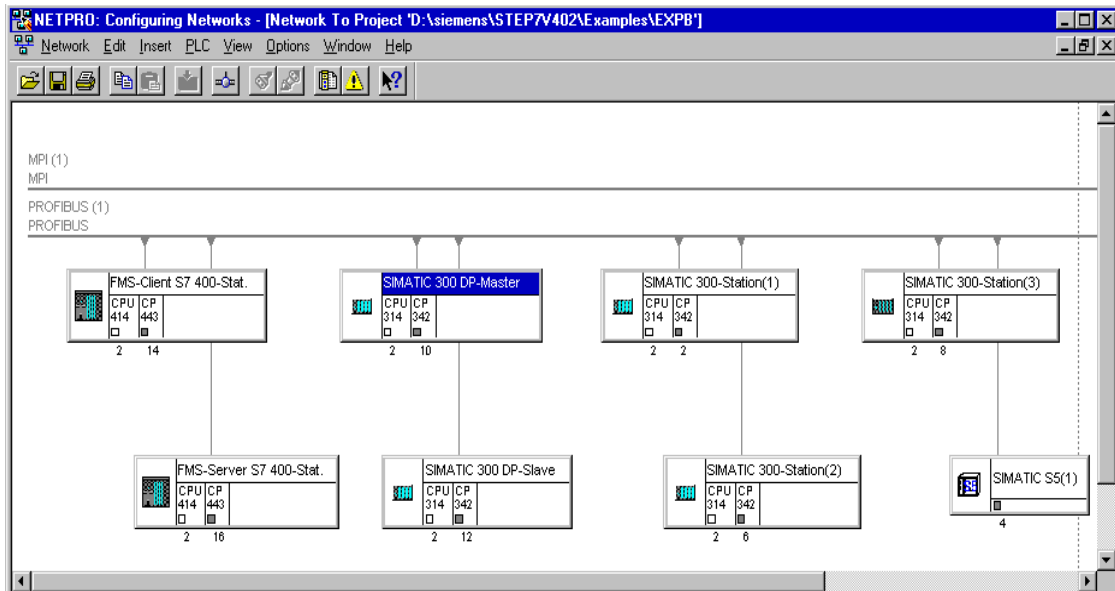 NETPRO: Configuring Networks - [Network To Project 'D:\siemens\STEP7V402\Examples\EXPB']
Network Edit Insert PLC View Options Window Help
MPI (1)
MPI
PROFIBUS (1)
PROFIBUS
FMS-Client S7 400-Stat.
CPU CP
414 443
2 14
SIMATIC 300 DP-Master
CPU CP
314 342
2 10
SIMATIC 300-Station(1)
CPU CP
314 342
2 2
SIMATIC 300-Station(3)
CPU CP
314 342
2 8
FMS-Server S7 400-Stat.
CPU CP
414 443
2 16
SIMATIC 300 DP-Slave
CPU CP
314 342
2 12
SIMATIC 300-Station(2)
CPU CP
314 342
2 6
SIMATIC S5(1)
4